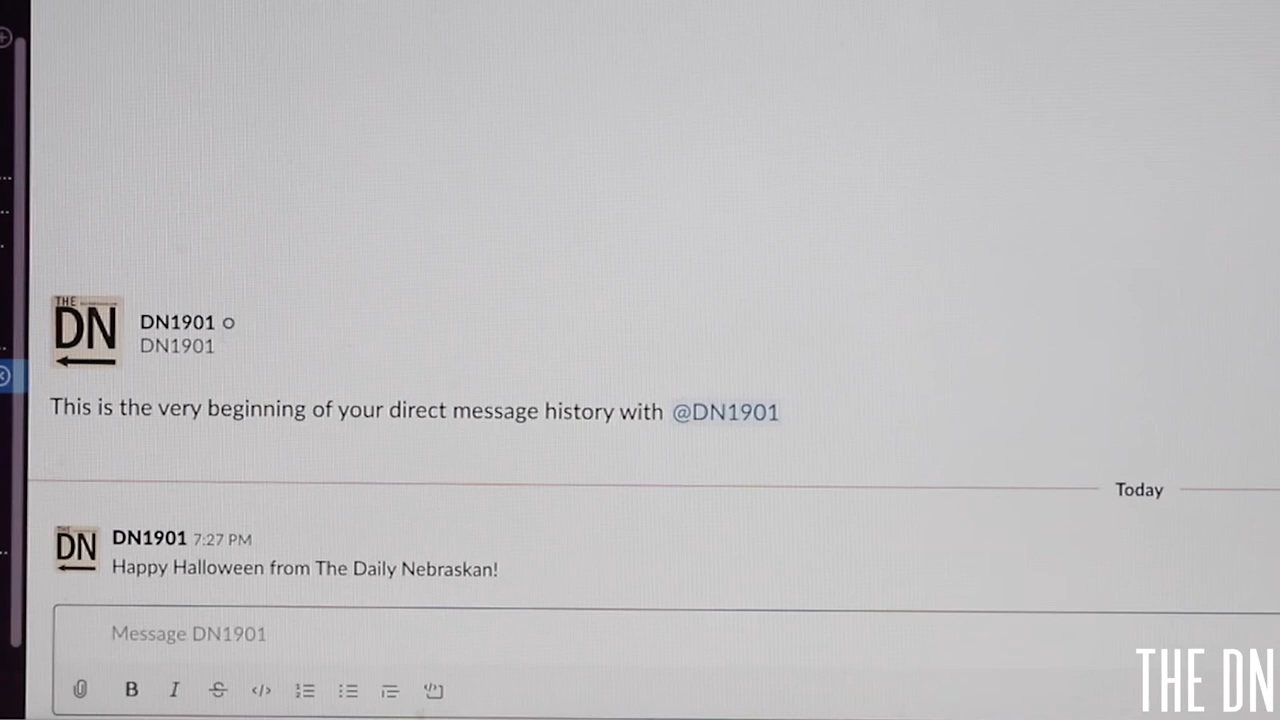 THE
DN
DN1901
DN1901
This is the very beginning of your direct message history with @DN1901
Today
THE
DN
DN1901 7:27 PM
Happy Halloween from The Daily Nebraskan!
Message DN1901
B I S </>
THE DN